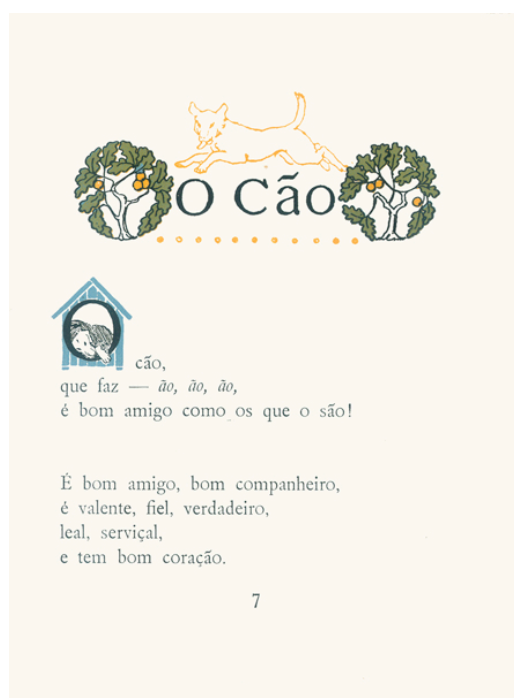 O Cão
O cão,
que faz — ão, ão, ão,
é bom amigo como os que o são!
É bom amigo, bom companheiro,
é valente, fiel, verdadeiro,
leal, serviçal,
e tem bom coração.
7